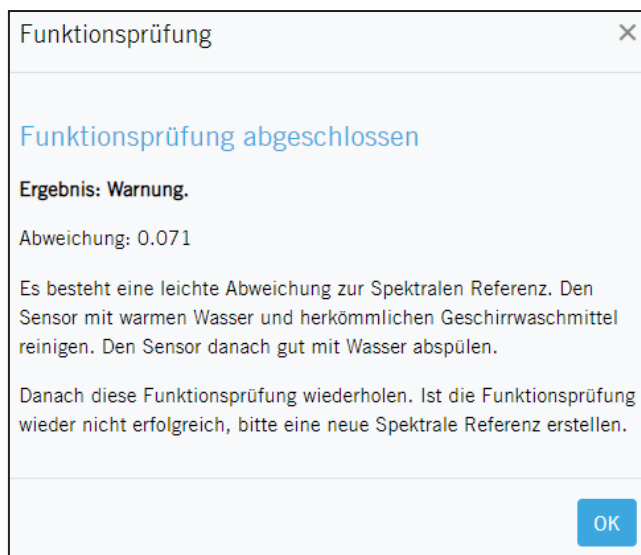 Funktionsprüfung
Funktionsprüfung abgeschlossen
Ergebnis: Warnung.
Abweichung: 0.071
Es besteht eine leichte Abweichung zur Spektralen Referenz. Den
Sensor mit warmen Wasser und herkömmlichen Geschirrwaschmittel
reinigen. Den Sensor danach gut mit Wasser abspülen.
Danach diese Funktionsprüfung wiederholen. Ist die Funktionsprüfung
wieder nicht erfolgreich, bitte eine neue Spektrale Referenz erstellen.
OK